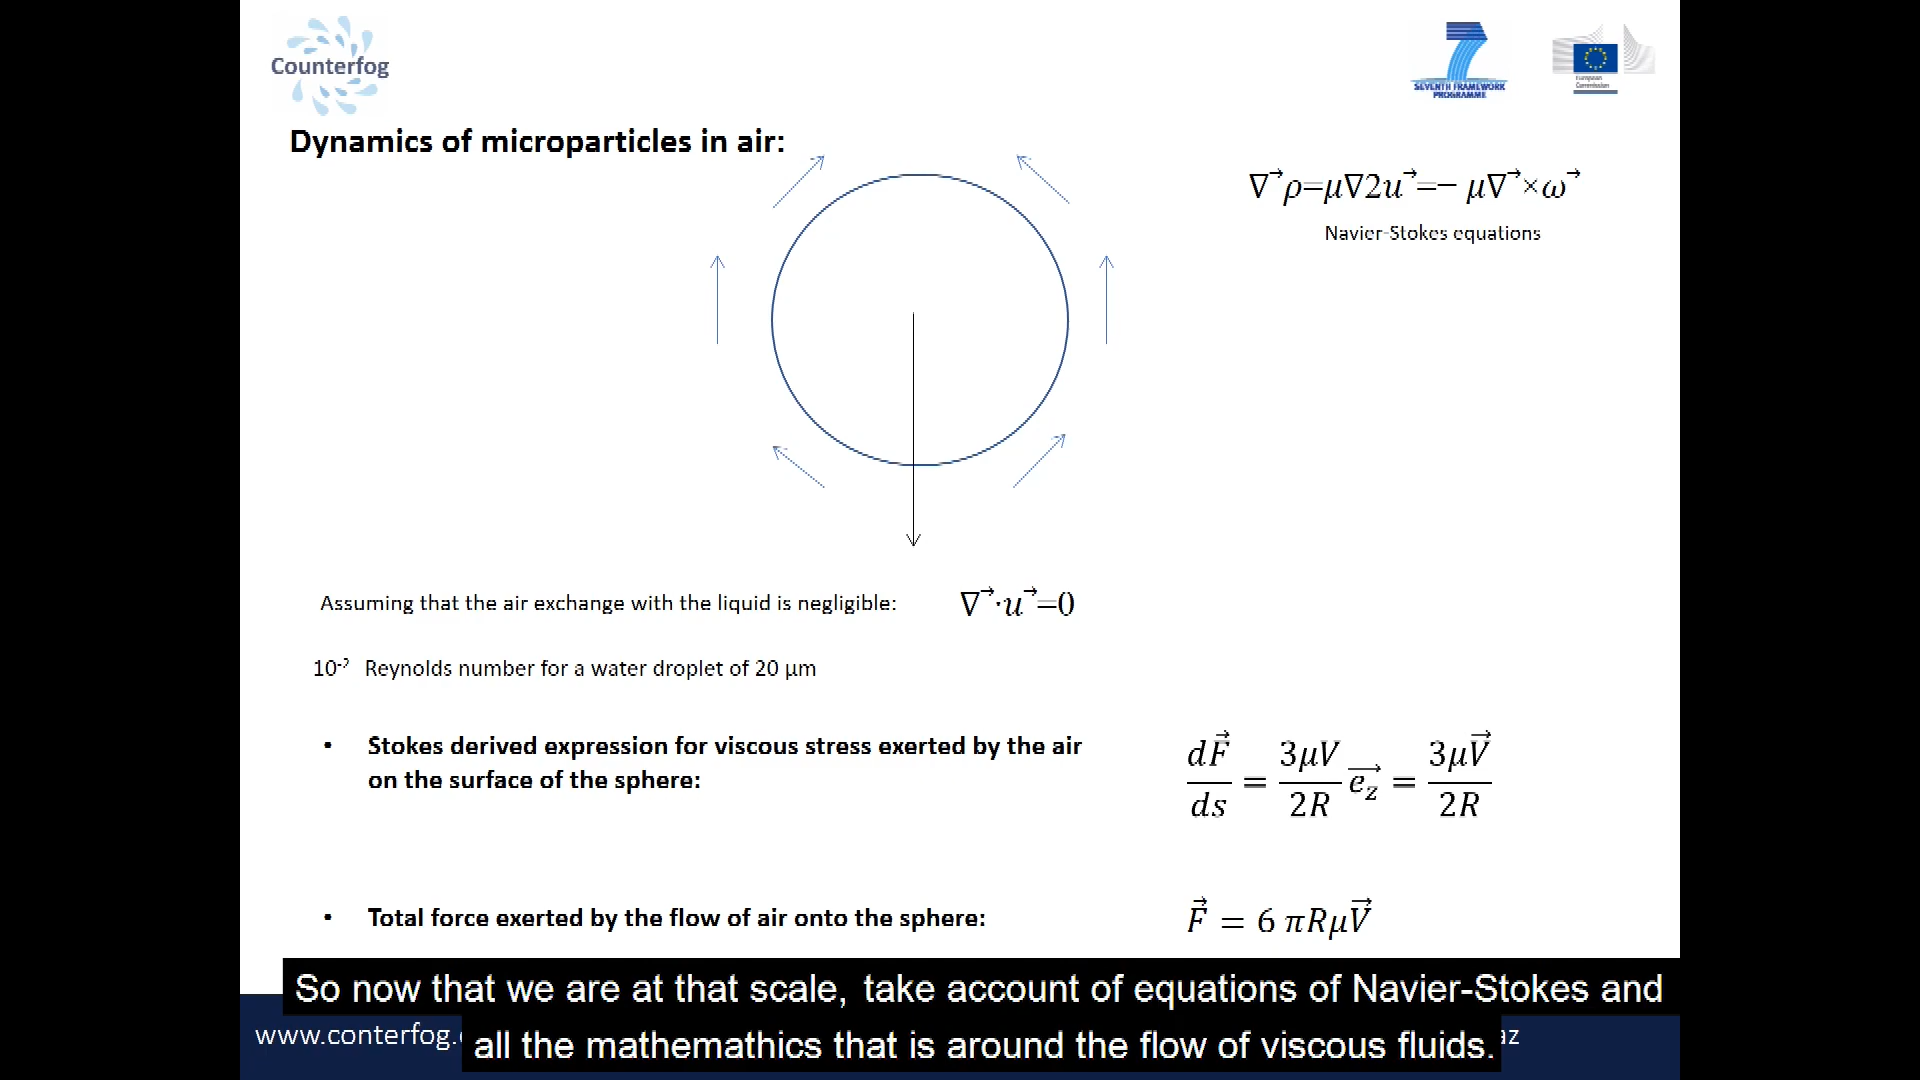 Counterfog
SEVENTH FRAMEWORK
PROGRAMME
European
Commission
Dynamics of microparticles in air:
∇⃗ρ=μ∇2u⃗=− μ∇⃗×ω⃗
Navier-Stokes equations
Assuming that the air exchange with the liquid is negligible:
∇⃗·u⃗=0
10⁻² Reynolds number for a water droplet of 20 μm
• Stokes derived expression for viscous stress exerted by the air
on the surface of the sphere:
dF⃗/ds = 3μV/2R e_z⃗ = 3μV⃗/2R
• Total force exerted by the flow of air onto the sphere:
F⃗ = 6 πRμV⃗
So now that we are at that scale, take account of equations of Navier-Stokes and
www.conterfog.
all the mathemathics that is around the flow of viscous fluids.